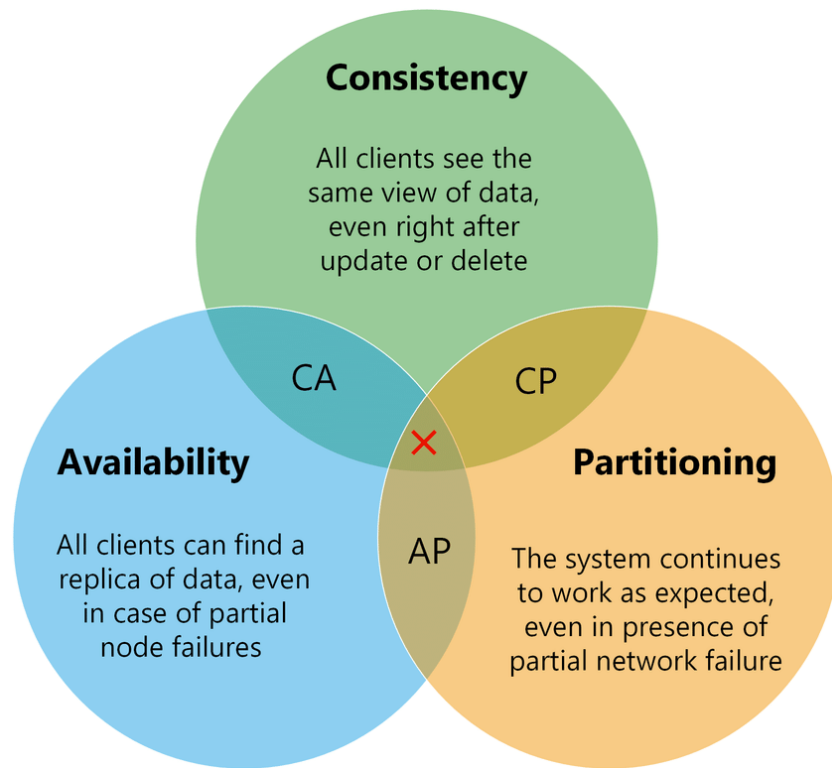 Consistency
All clients see the
same view of data,
even right after
update or delete
CA
CP
Availability
All clients can find a
replica of data, even
in case of partial
node failures
AP
Partitioning
The system continues
to work as expected,
even in presence of
partial network failure